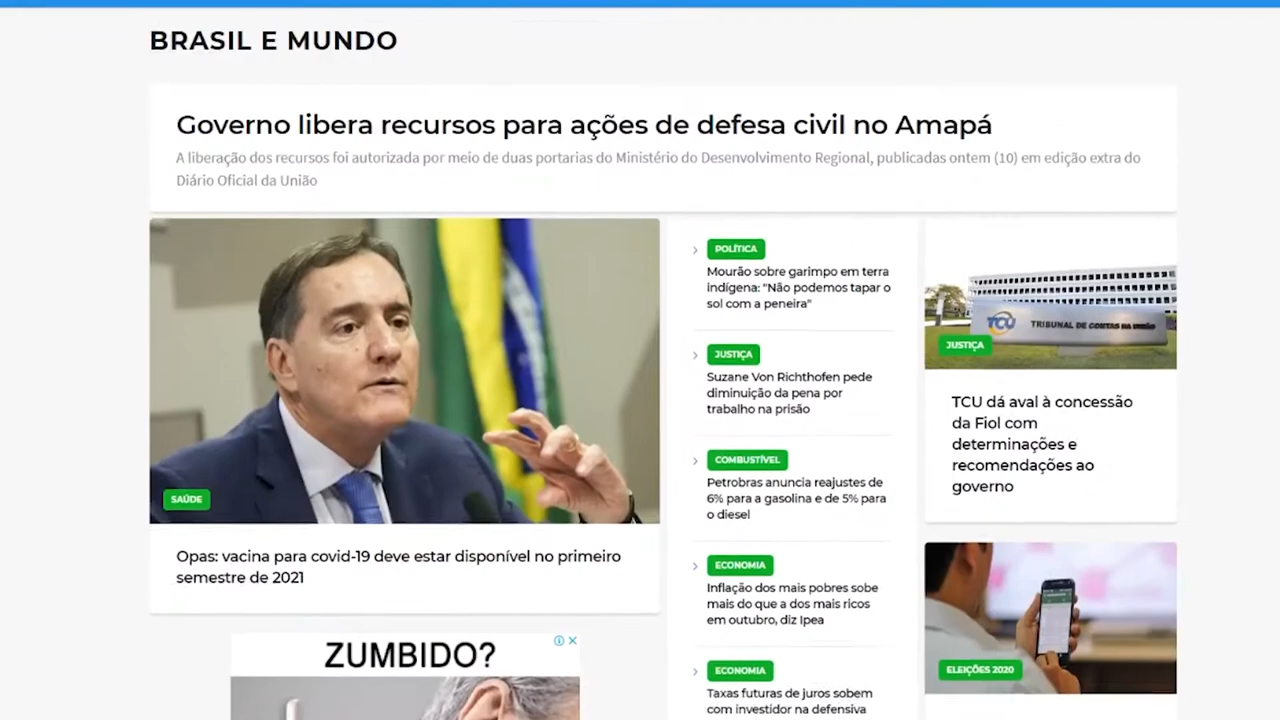 BRASIL E MUNDO
Governo libera recursos para ações de defesa civil no Amapá
A liberação dos recursos foi autorizada por meio de duas portarias do Ministério do Desenvolvimento Regional, publicadas ontem (10) em edição extra do
Diário Oficial da União
SAÚDE
Opas: vacina para covid-19 deve estar disponível no primeiro
semestre de 2021
ZUMBIDO?
POLÍTICA
Mourão sobre garimpo em terra
indígena: "Não podemos tapar o
sol com a peneira"
JUSTIÇA
Suzane Von Richthofen pede
diminuição da pena por
trabalho na prisão
COMBUSTÍVEL
Petrobras anuncia reajustes de
6% para a gasolina e de 5% para
o diesel
ECONOMIA
Inflação dos mais pobres sobe
mais do que a dos mais ricos
em outubro, diz Ipea
ECONOMIA
Taxas futuras de juros sobem
com investidor na defensiva
TCU TRIBUNAL DE CONTAS DA UNIÃO
JUSTIÇA
TCU dá aval à concessão
da Fiol com
determinações e
recomendações ao
governo
ELEIÇÕES 2020